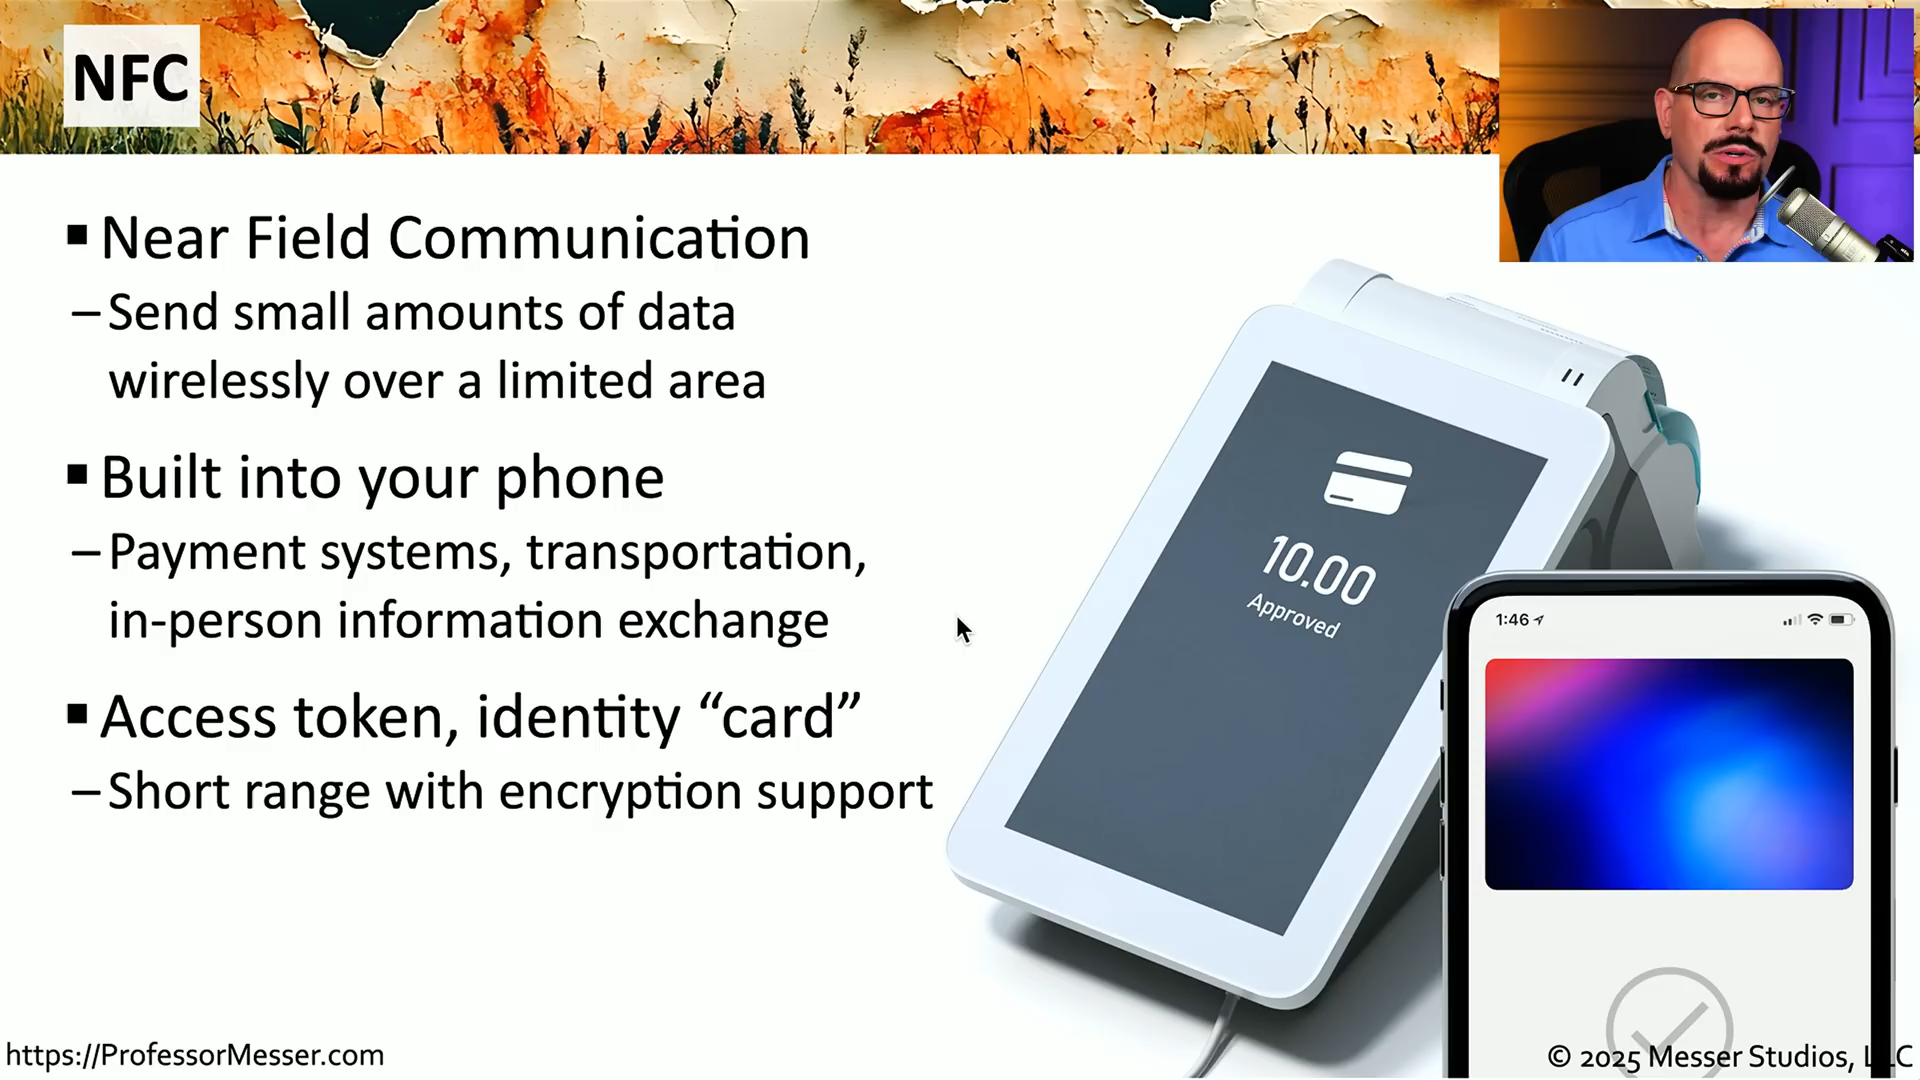 NFC
▪ Near Field Communication
– Send small amounts of data
wirelessly over a limited area
▪ Built into your phone
– Payment systems, transportation,
in-person information exchange
▪ Access token, identity “card”
– Short range with encryption support
10.00
Approved
1:46
https://ProfessorMesser.com
© 2025 Messer Studios, LLC